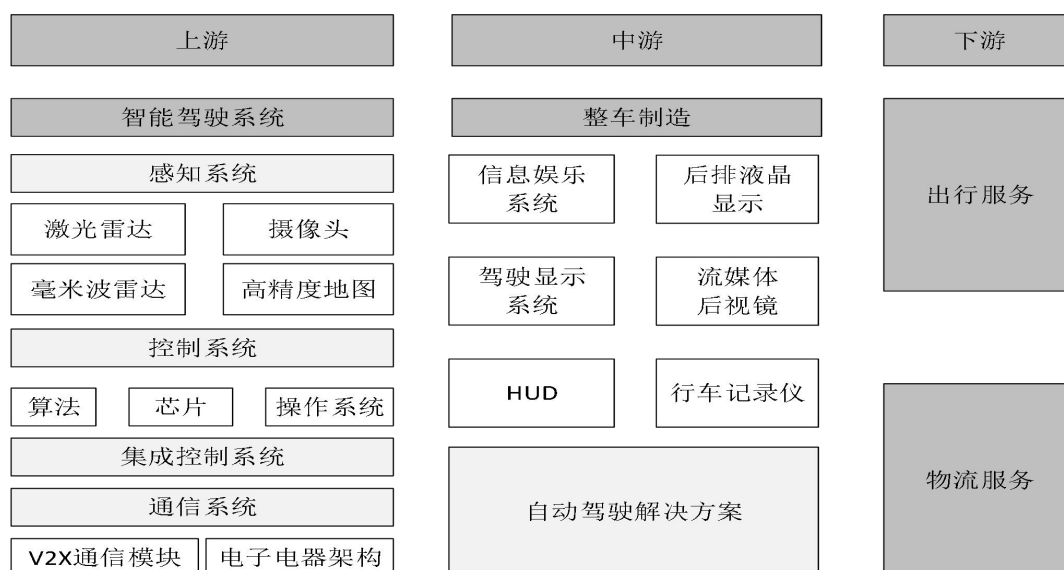 上游
智能驾驶系统
感知系统
激光雷达
摄像头
毫米波雷达
高精度地图
控制系统
算法
芯片
操作系统
集成控制系统
通信系统
V2X通信模块
电子电器架构
中游
整车制造
信息娱乐
系统
后排液晶
显示
驾驶显示
系统
流媒体
后视镜
HUD
行车记录仪
自动驾驶解决方案
下游
出行服务
物流服务